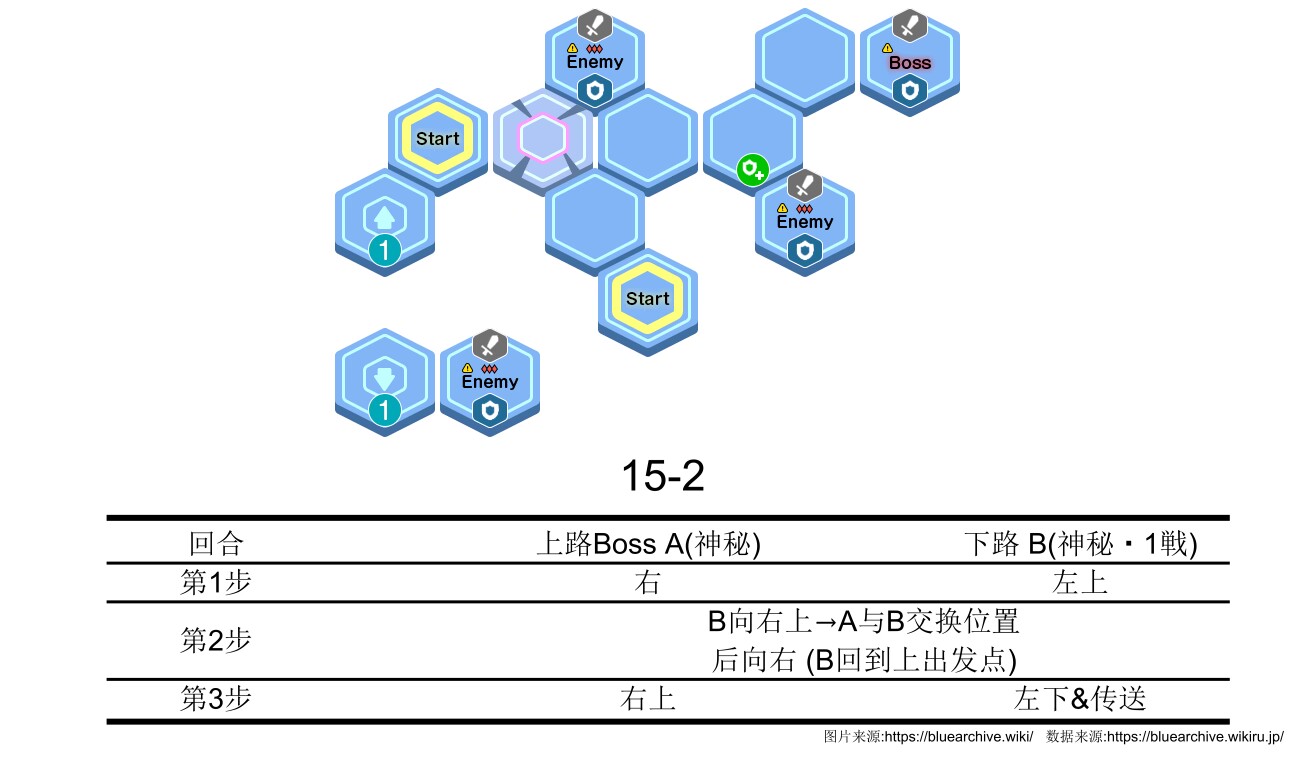 Enemy
Boss
Start
Enemy
1
Start
1
Enemy
15-2
回合 上路Boss A(神秘) 下路 B(神秘・1戦)
第1步 右 左上
第2步 B向右上→A与B交换位置
后向右 (B回到上出发点)
第3步 右上 左下&传送
图片来源:https://bluearchive.wiki/ 数据来源:https://bluearchive.wikiru.jp/